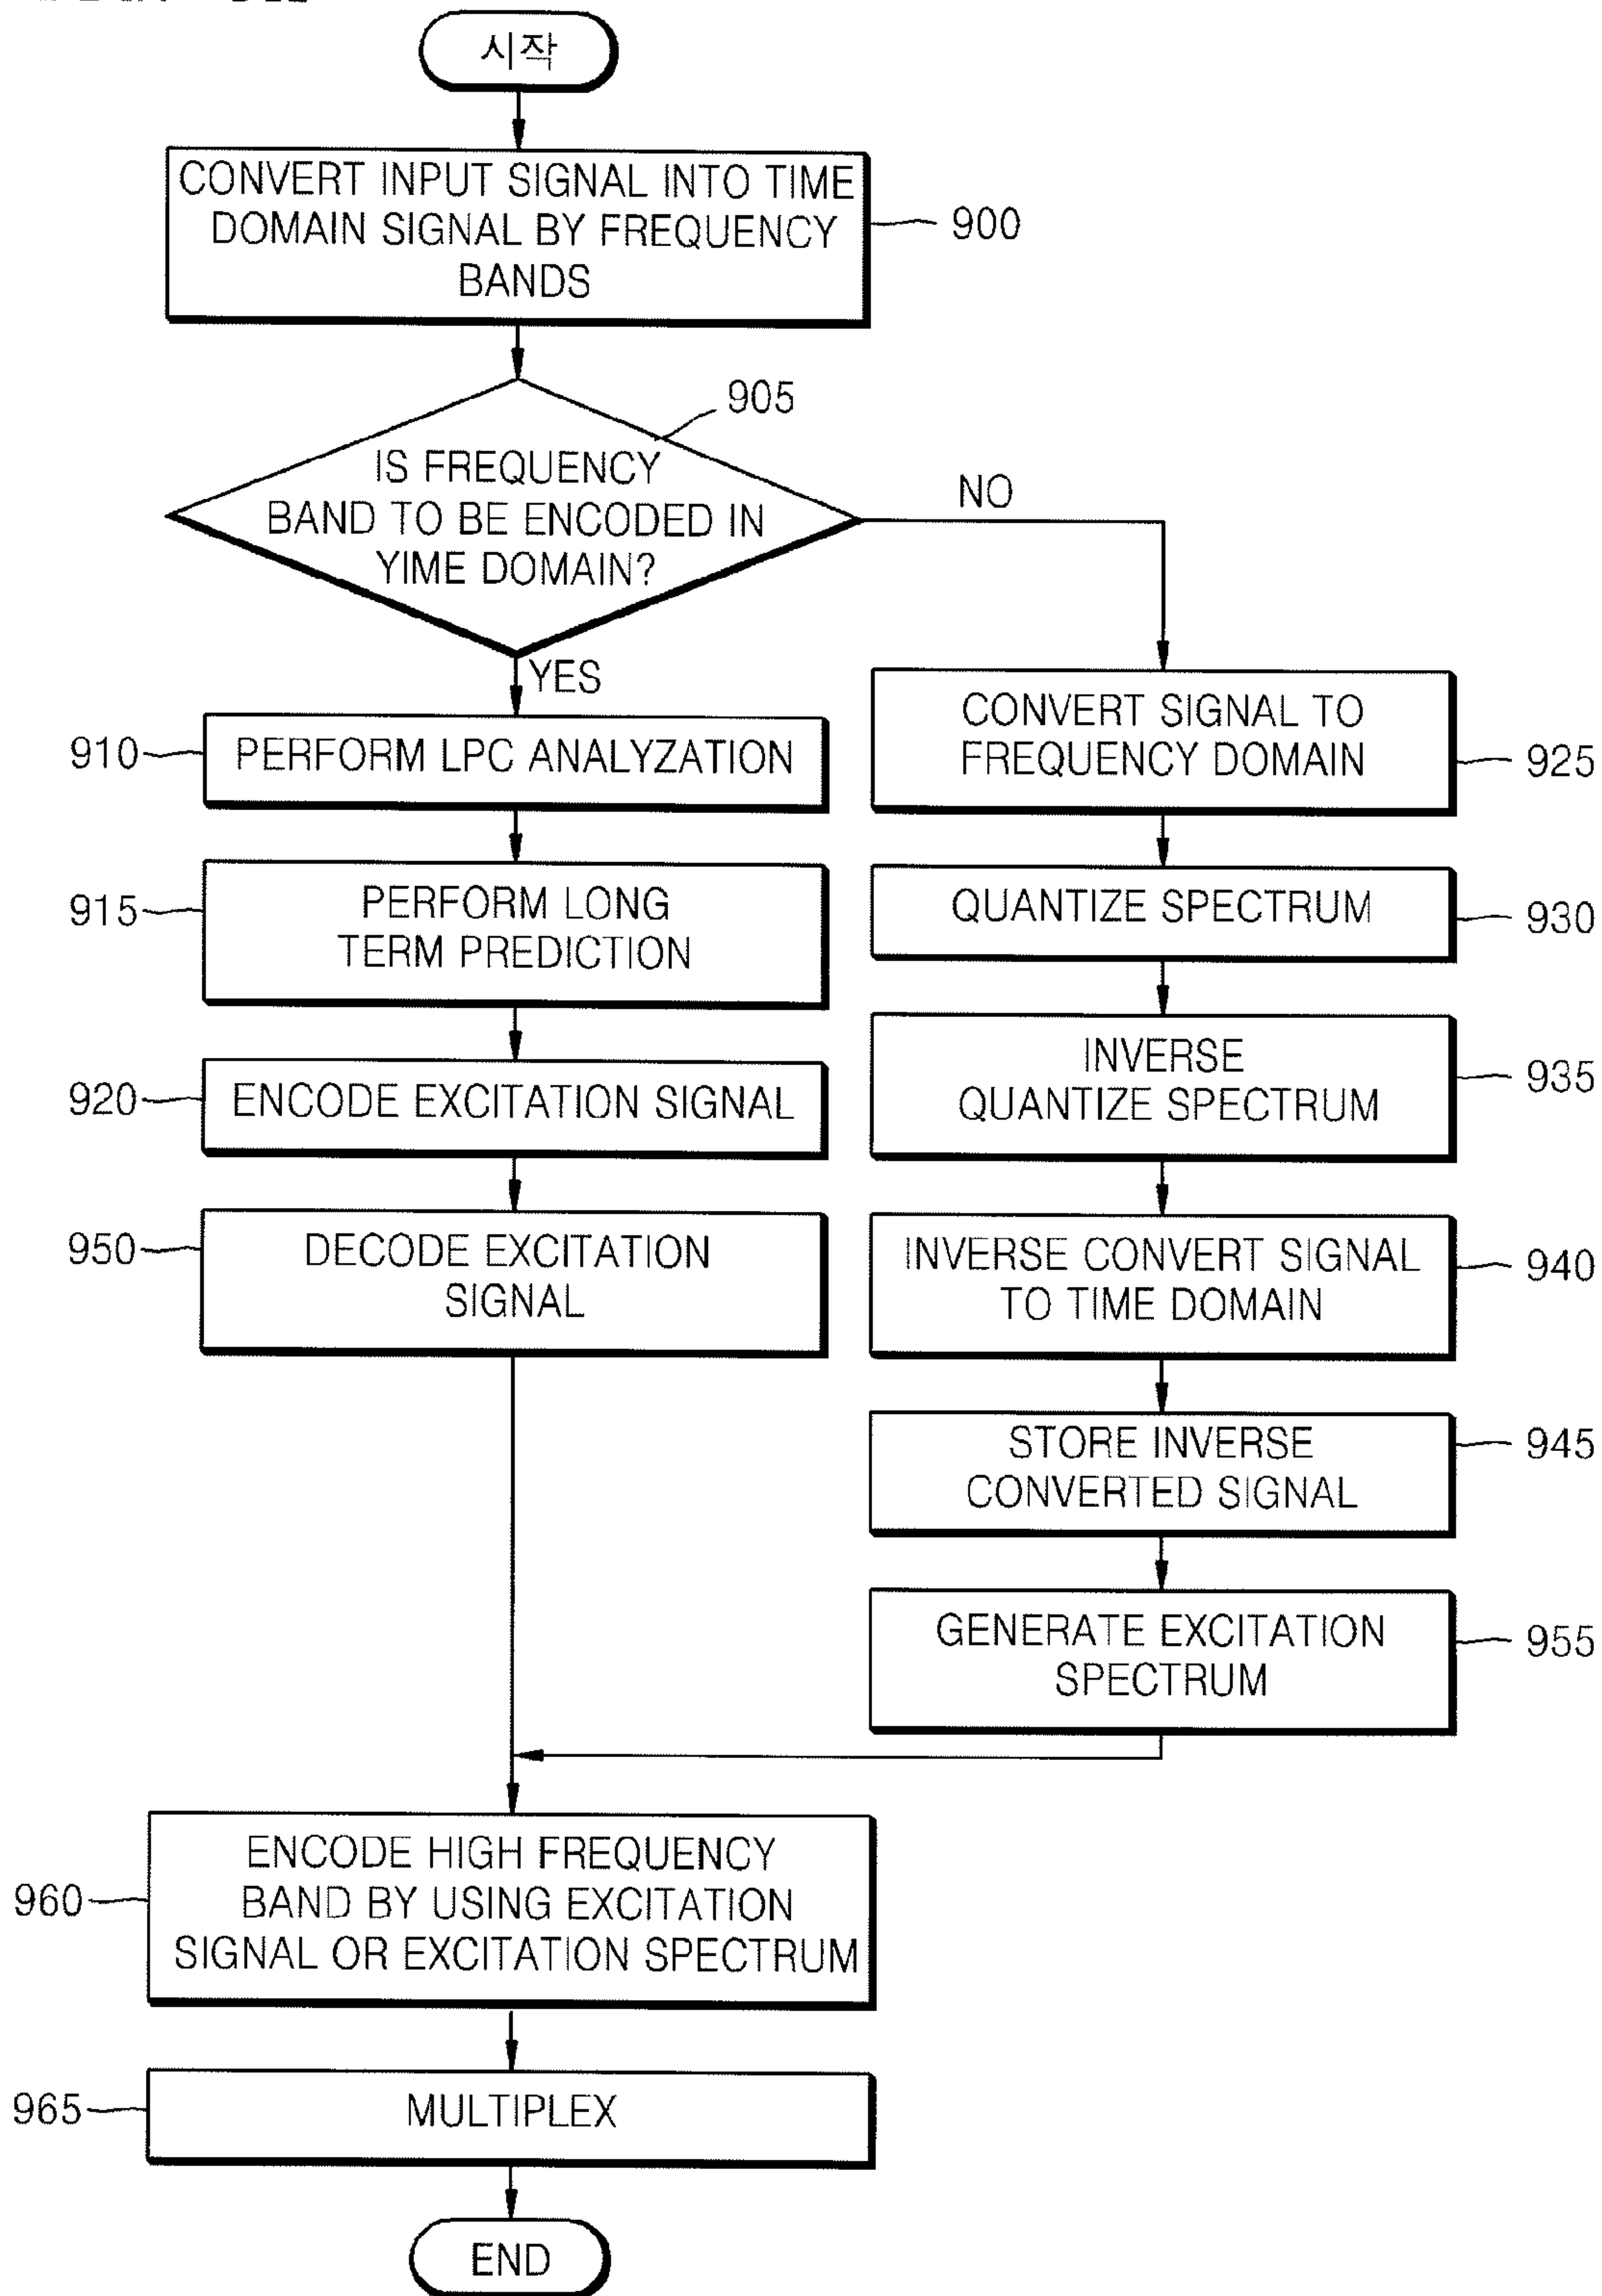 시작
CONVERT INPUT SIGNAL INTO TIME
DOMAIN SIGNAL BY FREQUENCY
BANDS
900
905
IS FREQUENCY
BAND TO BE ENCODED IN
YIME DOMAIN?
NO
YES
910
PERFORM LPC ANALYZATION
915
PERFORM LONG
TERM PREDICTION
920
ENCODE EXCITATION SIGNAL
950
DECODE EXCITATION
SIGNAL
CONVERT SIGNAL TO
FREQUENCY DOMAIN
925
QUANTIZE SPECTRUM
930
INVERSE
QUANTIZE SPECTRUM
935
INVERSE CONVERT SIGNAL
TO TIME DOMAIN
940
STORE INVERSE
CONVERTED SIGNAL
945
GENERATE EXCITATION
SPECTRUM
955
960
ENCODE HIGH FREQUENCY
BAND BY USING EXCITATION
SIGNAL OR EXCITATION SPECTRUM
965
MULTIPLEX
END